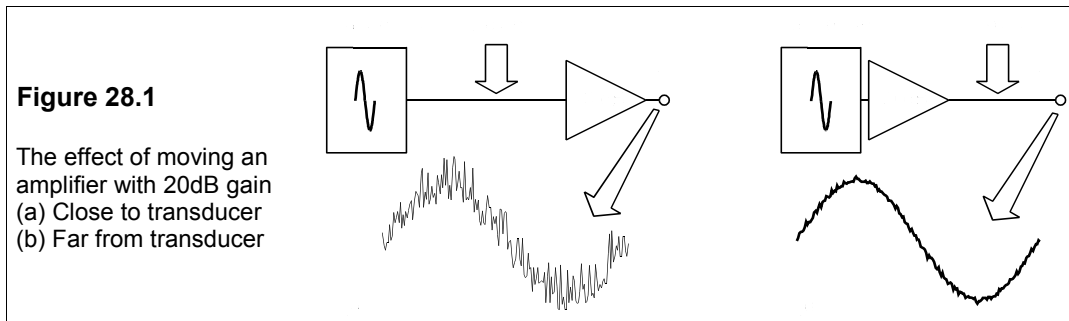 Figure 28.1
The effect of moving an
amplifier with 20dB gain
(a) Close to transducer
(b) Far from transducer